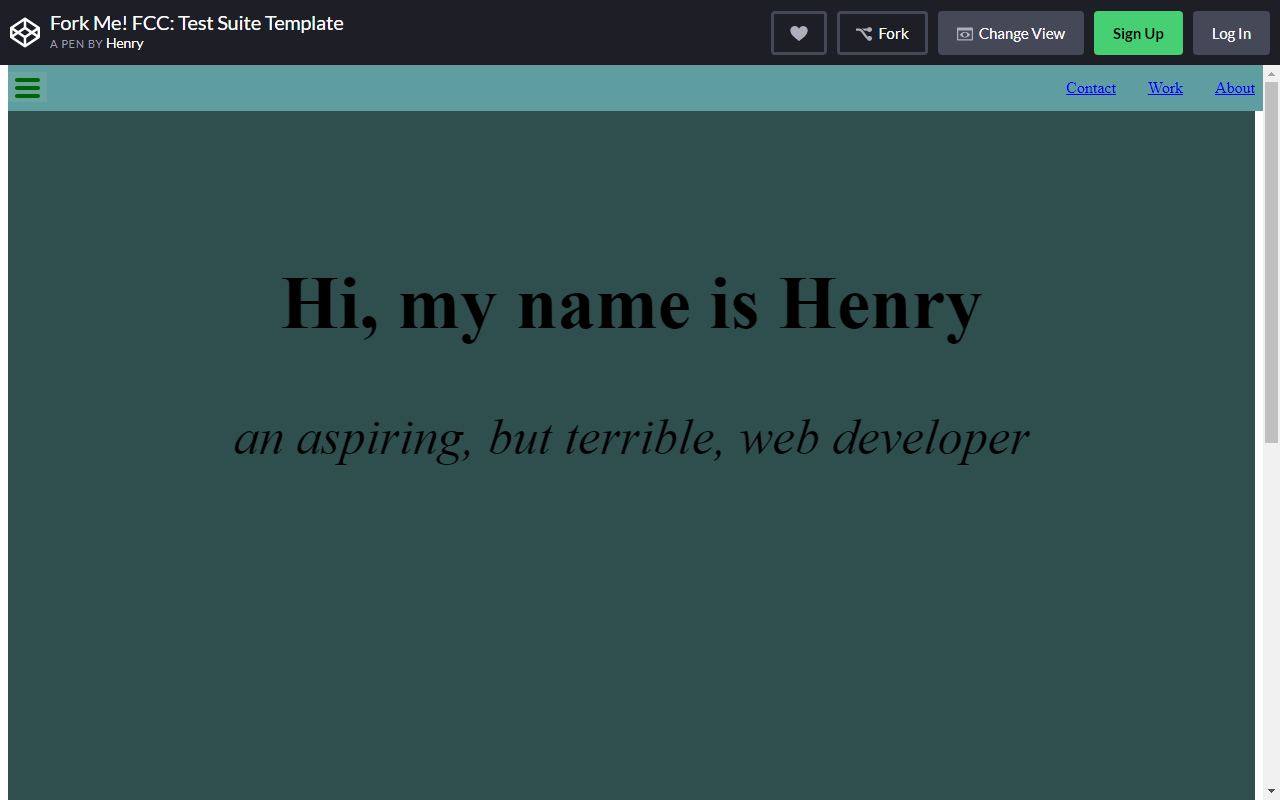 Fork Me! FCC: Test Suite Template
A PEN BY Henry
Fork
Change View
Sign Up
Log In
Contact
Work
About
Hi, my name is Henry
an aspiring, but terrible, web developer